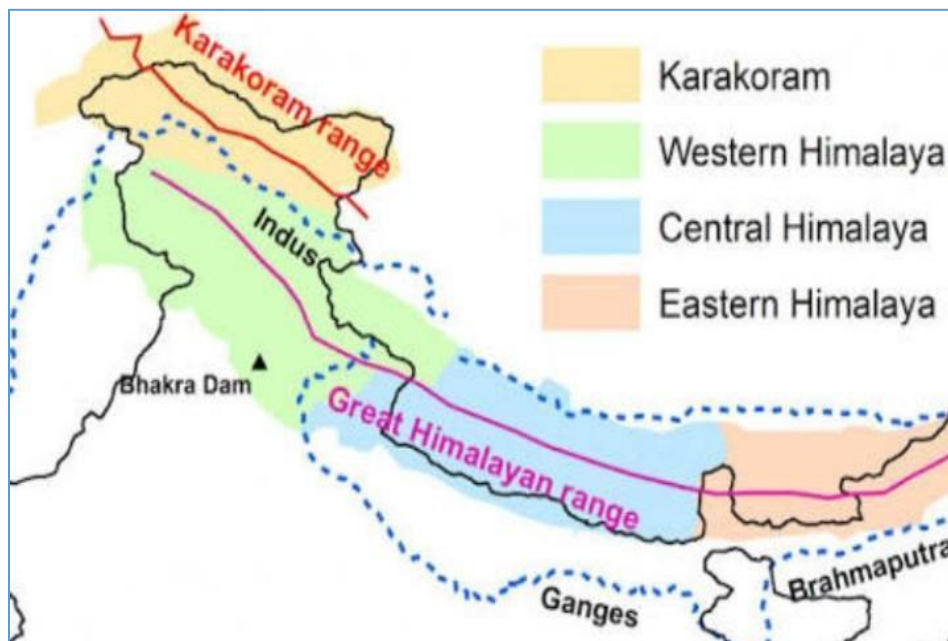 Karakoram range
Karakoram
Western Himalaya
Central Himalaya
Eastern Himalaya
Indus
Bhakra Dam
Great Himalayan range
Ganges
Brahmaputra